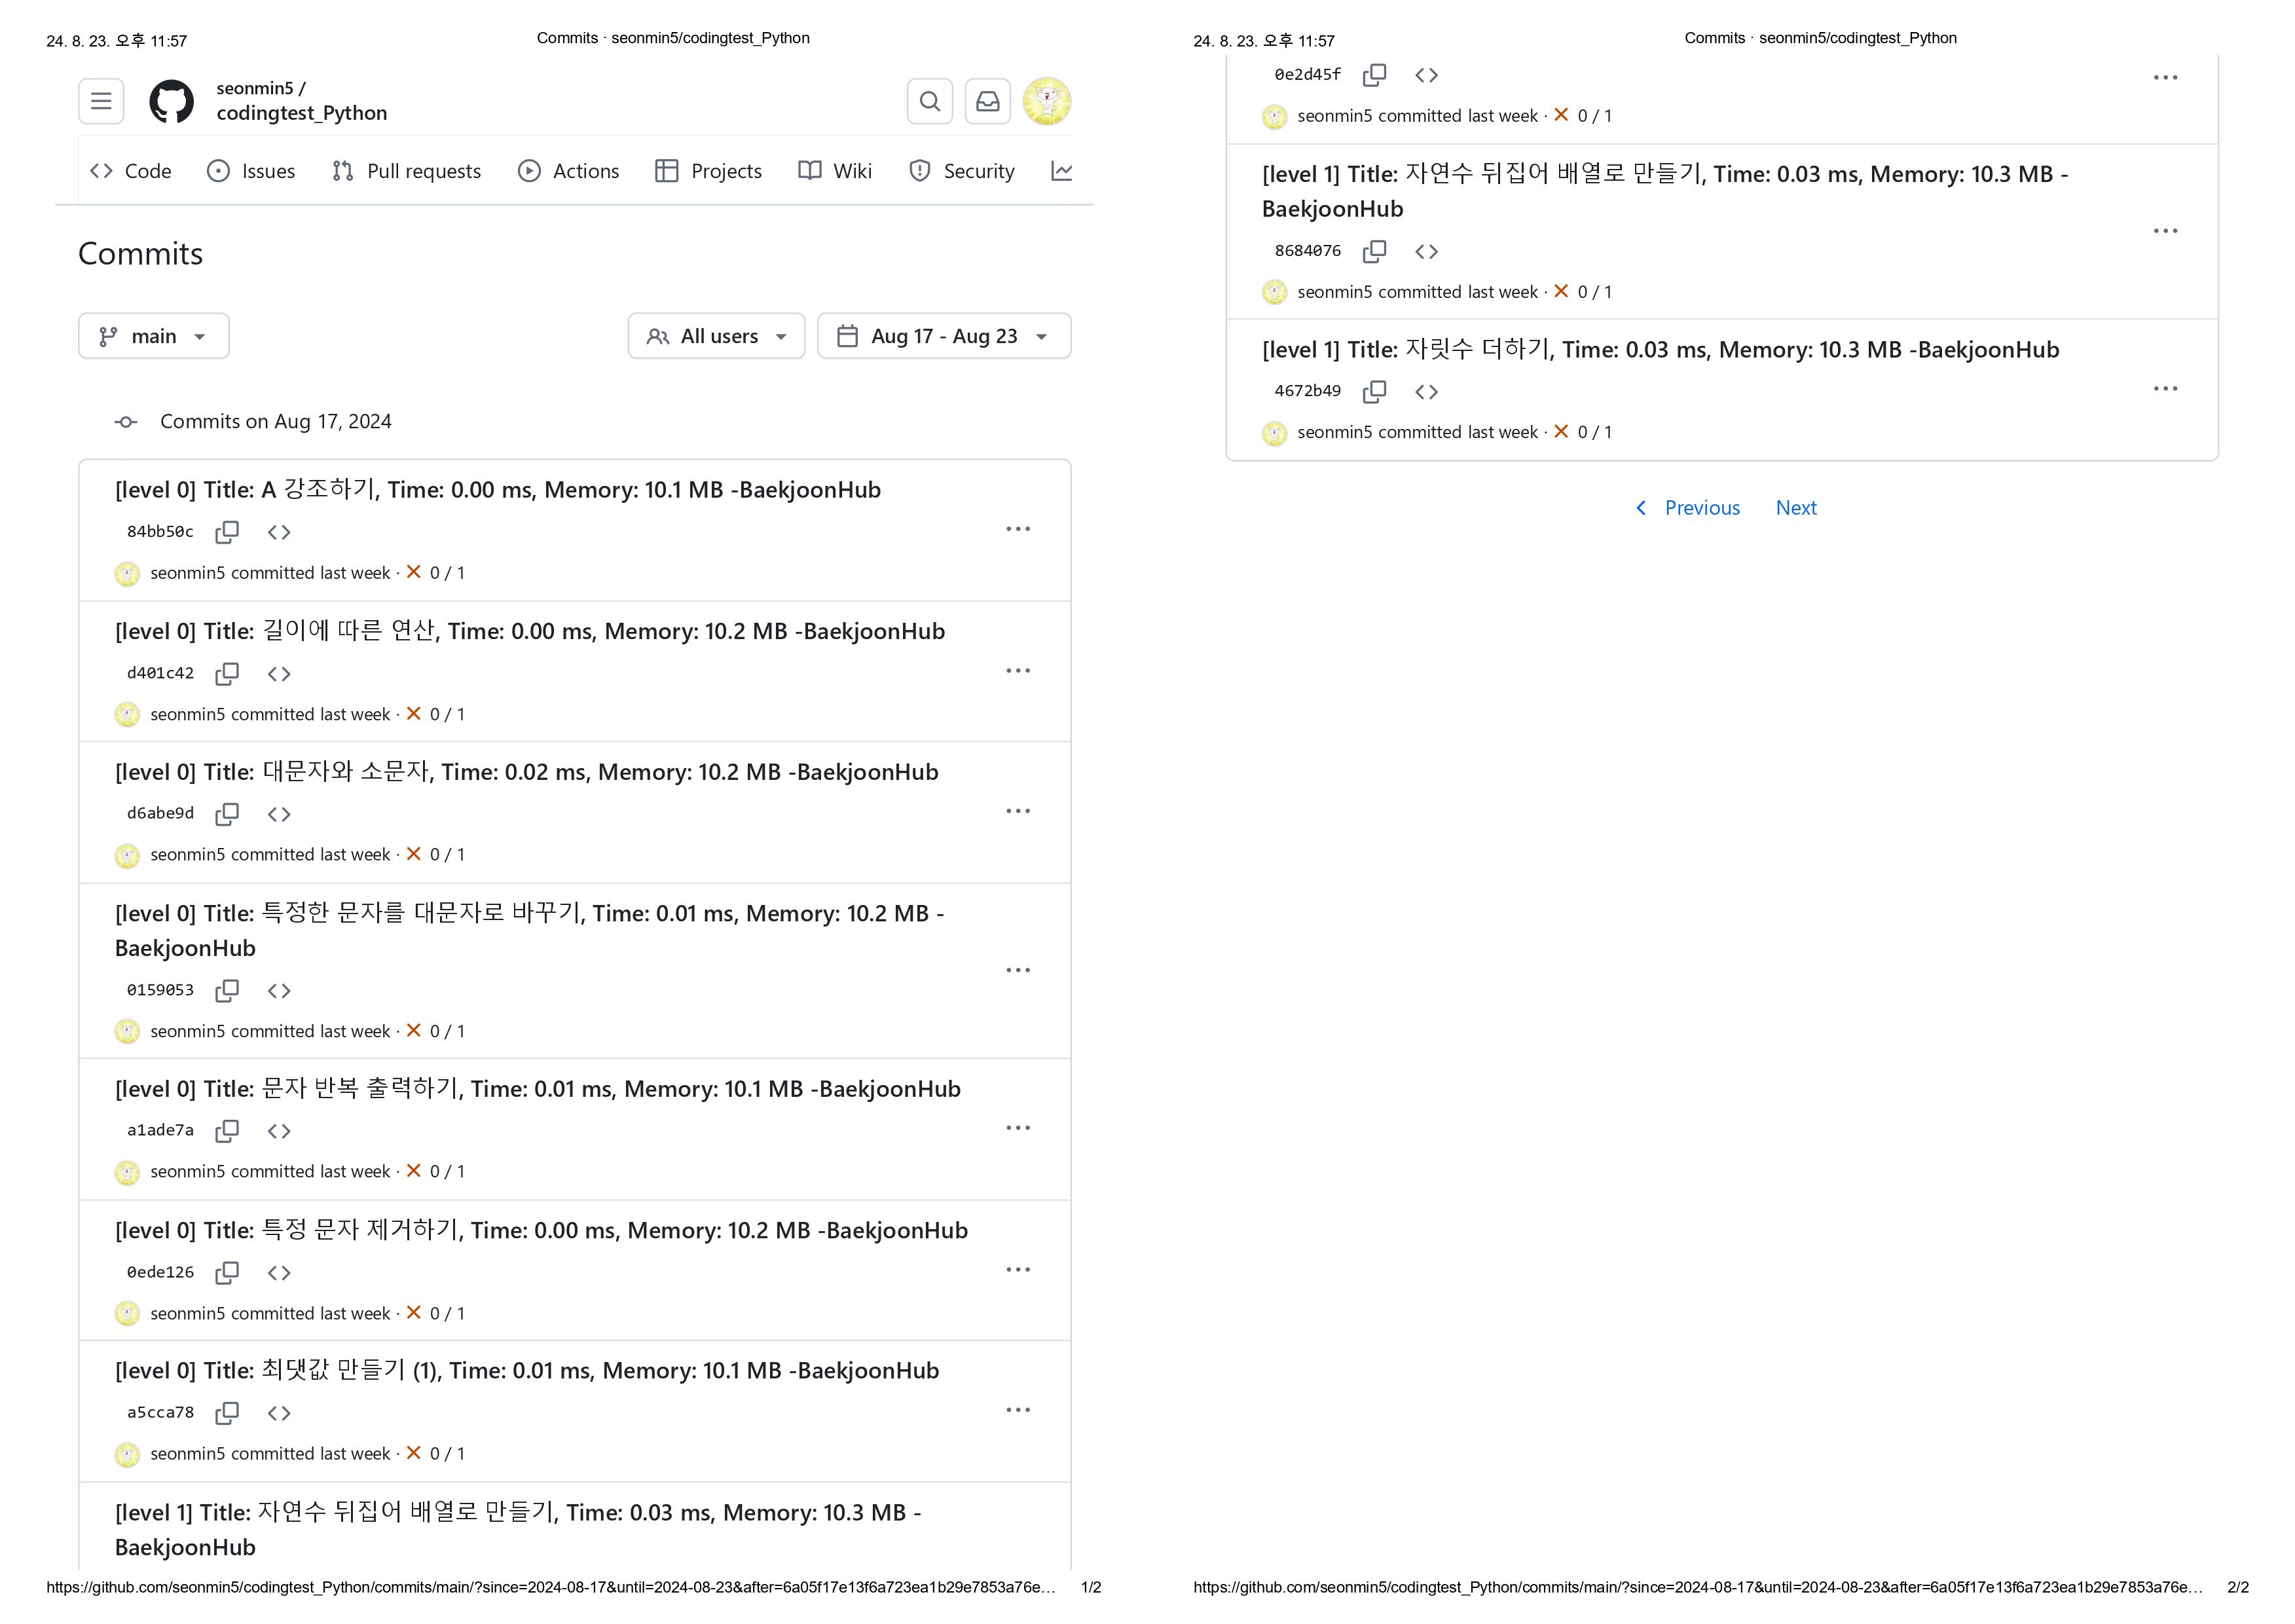 24. 8. 23. 오후 11:57
Commits · seonmin5/codingtest_Python
seonmin5 /
codingtest_Python
Code Issues Pull requests Actions Projects Wiki Security
Commits
main All users Aug 17 - Aug 23
Commits on Aug 17, 2024
[level 0] Title: A 강조하기, Time: 0.00 ms, Memory: 10.1 MB -BaekjoonHub
84bb50c
seonmin5 committed last week · 0 / 1
[level 0] Title: 길이에 따른 연산, Time: 0.00 ms, Memory: 10.2 MB -BaekjoonHub
d401c42
seonmin5 committed last week · 0 / 1
[level 0] Title: 대문자와 소문자, Time: 0.02 ms, Memory: 10.2 MB -BaekjoonHub
d6abe9d
seonmin5 committed last week · 0 / 1
[level 0] Title: 특정한 문자를 대문자로 바꾸기, Time: 0.01 ms, Memory: 10.2 MB -
BaekjoonHub
0159053
seonmin5 committed last week · 0 / 1
[level 0] Title: 문자 반복 출력하기, Time: 0.01 ms, Memory: 10.1 MB -BaekjoonHub
a1ade7a
seonmin5 committed last week · 0 / 1
[level 0] Title: 특정 문자 제거하기, Time: 0.00 ms, Memory: 10.2 MB -BaekjoonHub
0ede126
seonmin5 committed last week · 0 / 1
[level 0] Title: 최댓값 만들기 (1), Time: 0.01 ms, Memory: 10.1 MB -BaekjoonHub
a5cca78
seonmin5 committed last week · 0 / 1
[level 1] Title: 자연수 뒤집어 배열로 만들기, Time: 0.03 ms, Memory: 10.3 MB -
BaekjoonHub
https://github.com/seonmin5/codingtest_Python/commits/main/?since=2024-08-17&until=2024-08-23&after=6a05f17e13f6a723ea1b29e7853a76e… 1/2
24. 8. 23. 오후 11:57
Commits · seonmin5/codingtest_Python
0e2d45f
seonmin5 committed last week · 0 / 1
[level 1] Title: 자연수 뒤집어 배열로 만들기, Time: 0.03 ms, Memory: 10.3 MB -
BaekjoonHub
8684076
seonmin5 committed last week · 0 / 1
[level 1] Title: 자릿수 더하기, Time: 0.03 ms, Memory: 10.3 MB -BaekjoonHub
4672b49
seonmin5 committed last week · 0 / 1
Previous Next
https://github.com/seonmin5/codingtest_Python/commits/main/?since=2024-08-17&until=2024-08-23&after=6a05f17e13f6a723ea1b29e7853a76e… 2/2